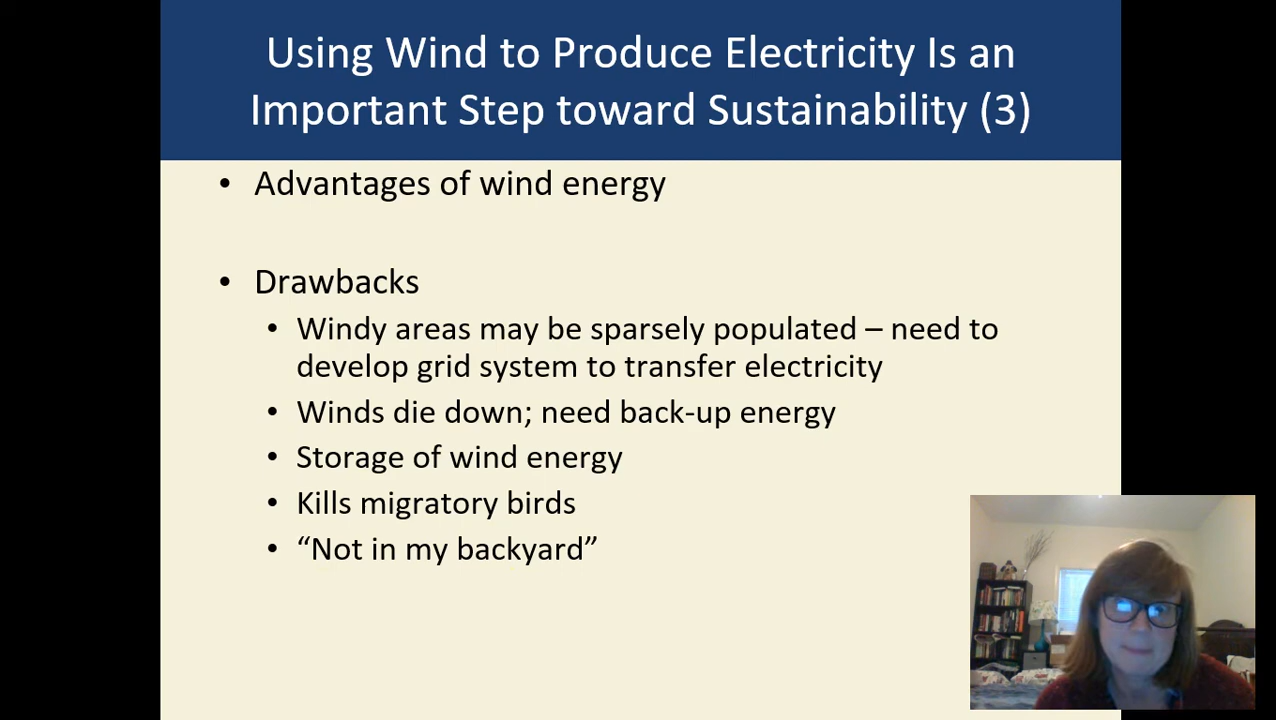 Using Wind to Produce Electricity Is an
Important Step toward Sustainability (3)
• Advantages of wind energy
• Drawbacks
• Windy areas may be sparsely populated – need to
develop grid system to transfer electricity
• Winds die down; need back-up energy
• Storage of wind energy
• Kills migratory birds
• “Not in my backyard”